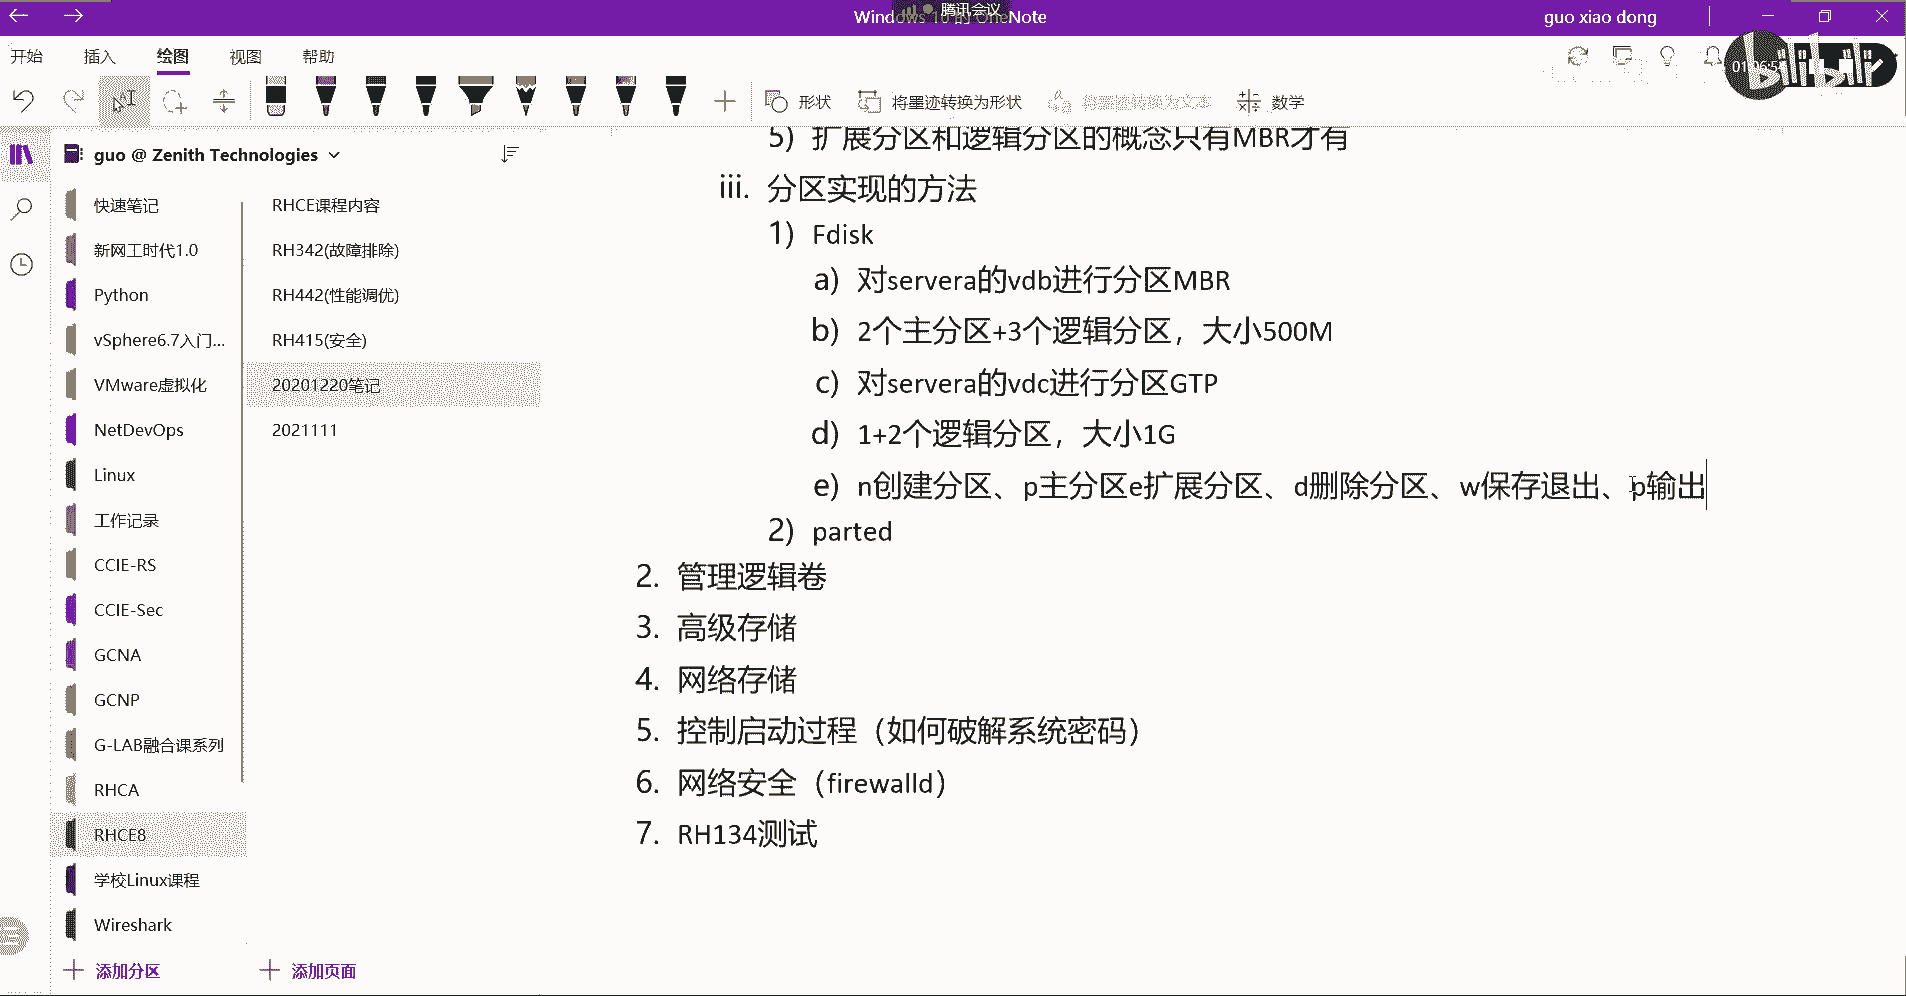 Windows 10 的 OneNote
腾讯会议
guo xiao dong
开始 插入 绘图 视图 帮助
形状 将墨迹转换为形状 将墨迹转换为文本 数学
bilibili
guo @ Zenith Technologies
快速笔记
新网工时代1.0
Python
vSphere6.7入门...
VMware虚拟化
NetDevOps
Linux
工作记录
CCIE-RS
CCIE-Sec
GCNA
GCNP
G-LAB融合课系列
RHCA
RHCE8
学校Linux课程
Wireshark
添加分区
RHCE课程内容
RH342(故障排除)
RH442(性能调优)
RH415(安全)
20201220笔记
2021111
添加页面
5) 扩展分区和逻辑分区的概念只有MBR才有
iii. 分区实现的方法
1) Fdisk
a) 对servera的vdb进行分区MBR
b) 2个主分区+3个逻辑分区，大小500M
c) 对servera的vdc进行分区GTP
d) 1+2个逻辑分区，大小1G
e) n创建分区、p主分区e扩展分区、d删除分区、w保存退出、p输出
2) parted
2. 管理逻辑卷
3. 高级存储
4. 网络存储
5. 控制启动过程（如何破解系统密码）
6. 网络安全（firewalld）
7. RH134测试